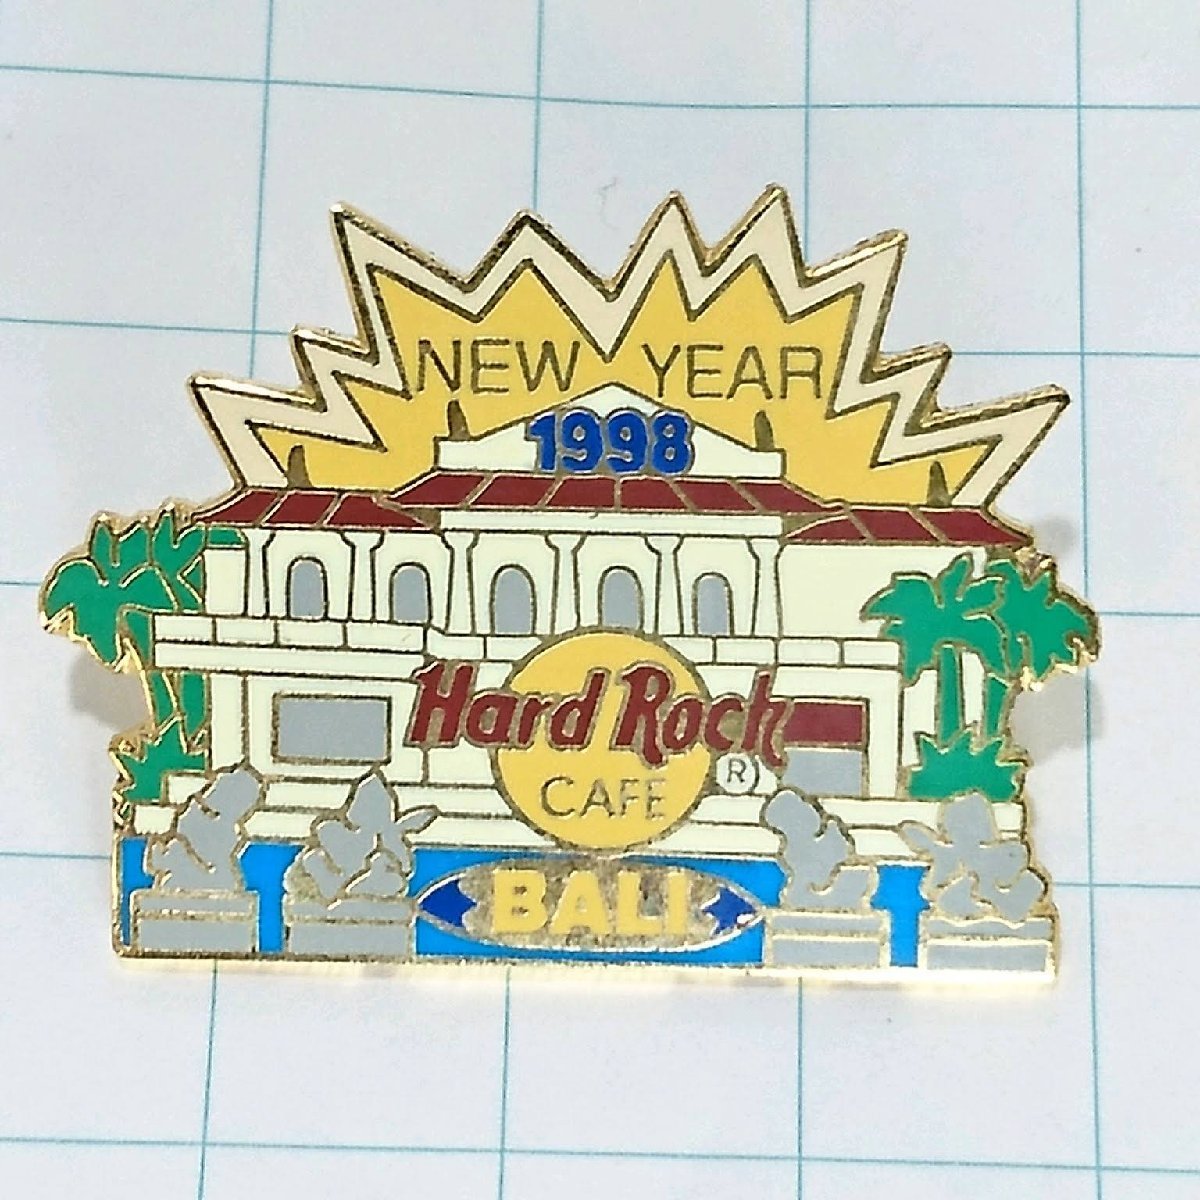 NEW YEAR
1998
Hard Rock
CAFE ®
BALI